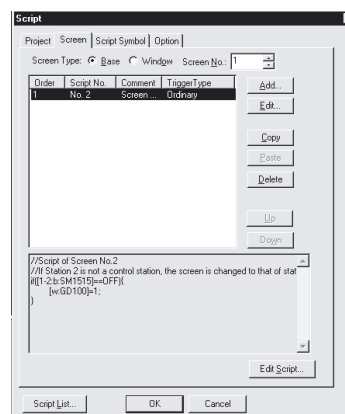 Script
Project Screen Script Symbol Option
Screen Type: Base Window Screen No.: 1
Order Script No. Comment TriggerType
1 No. 2 Screen ... Ordinary
Add...
Edit...
Copy
Paste
Delete
Up
Down
//Script of Screen No.2
//If Station 2 is not a control station, the screen is changed to that of stat
if([1-2:b:SM1515]==OFF){
[w:GD100]=1;
}
Edit Script...
Script List... OK Cancel